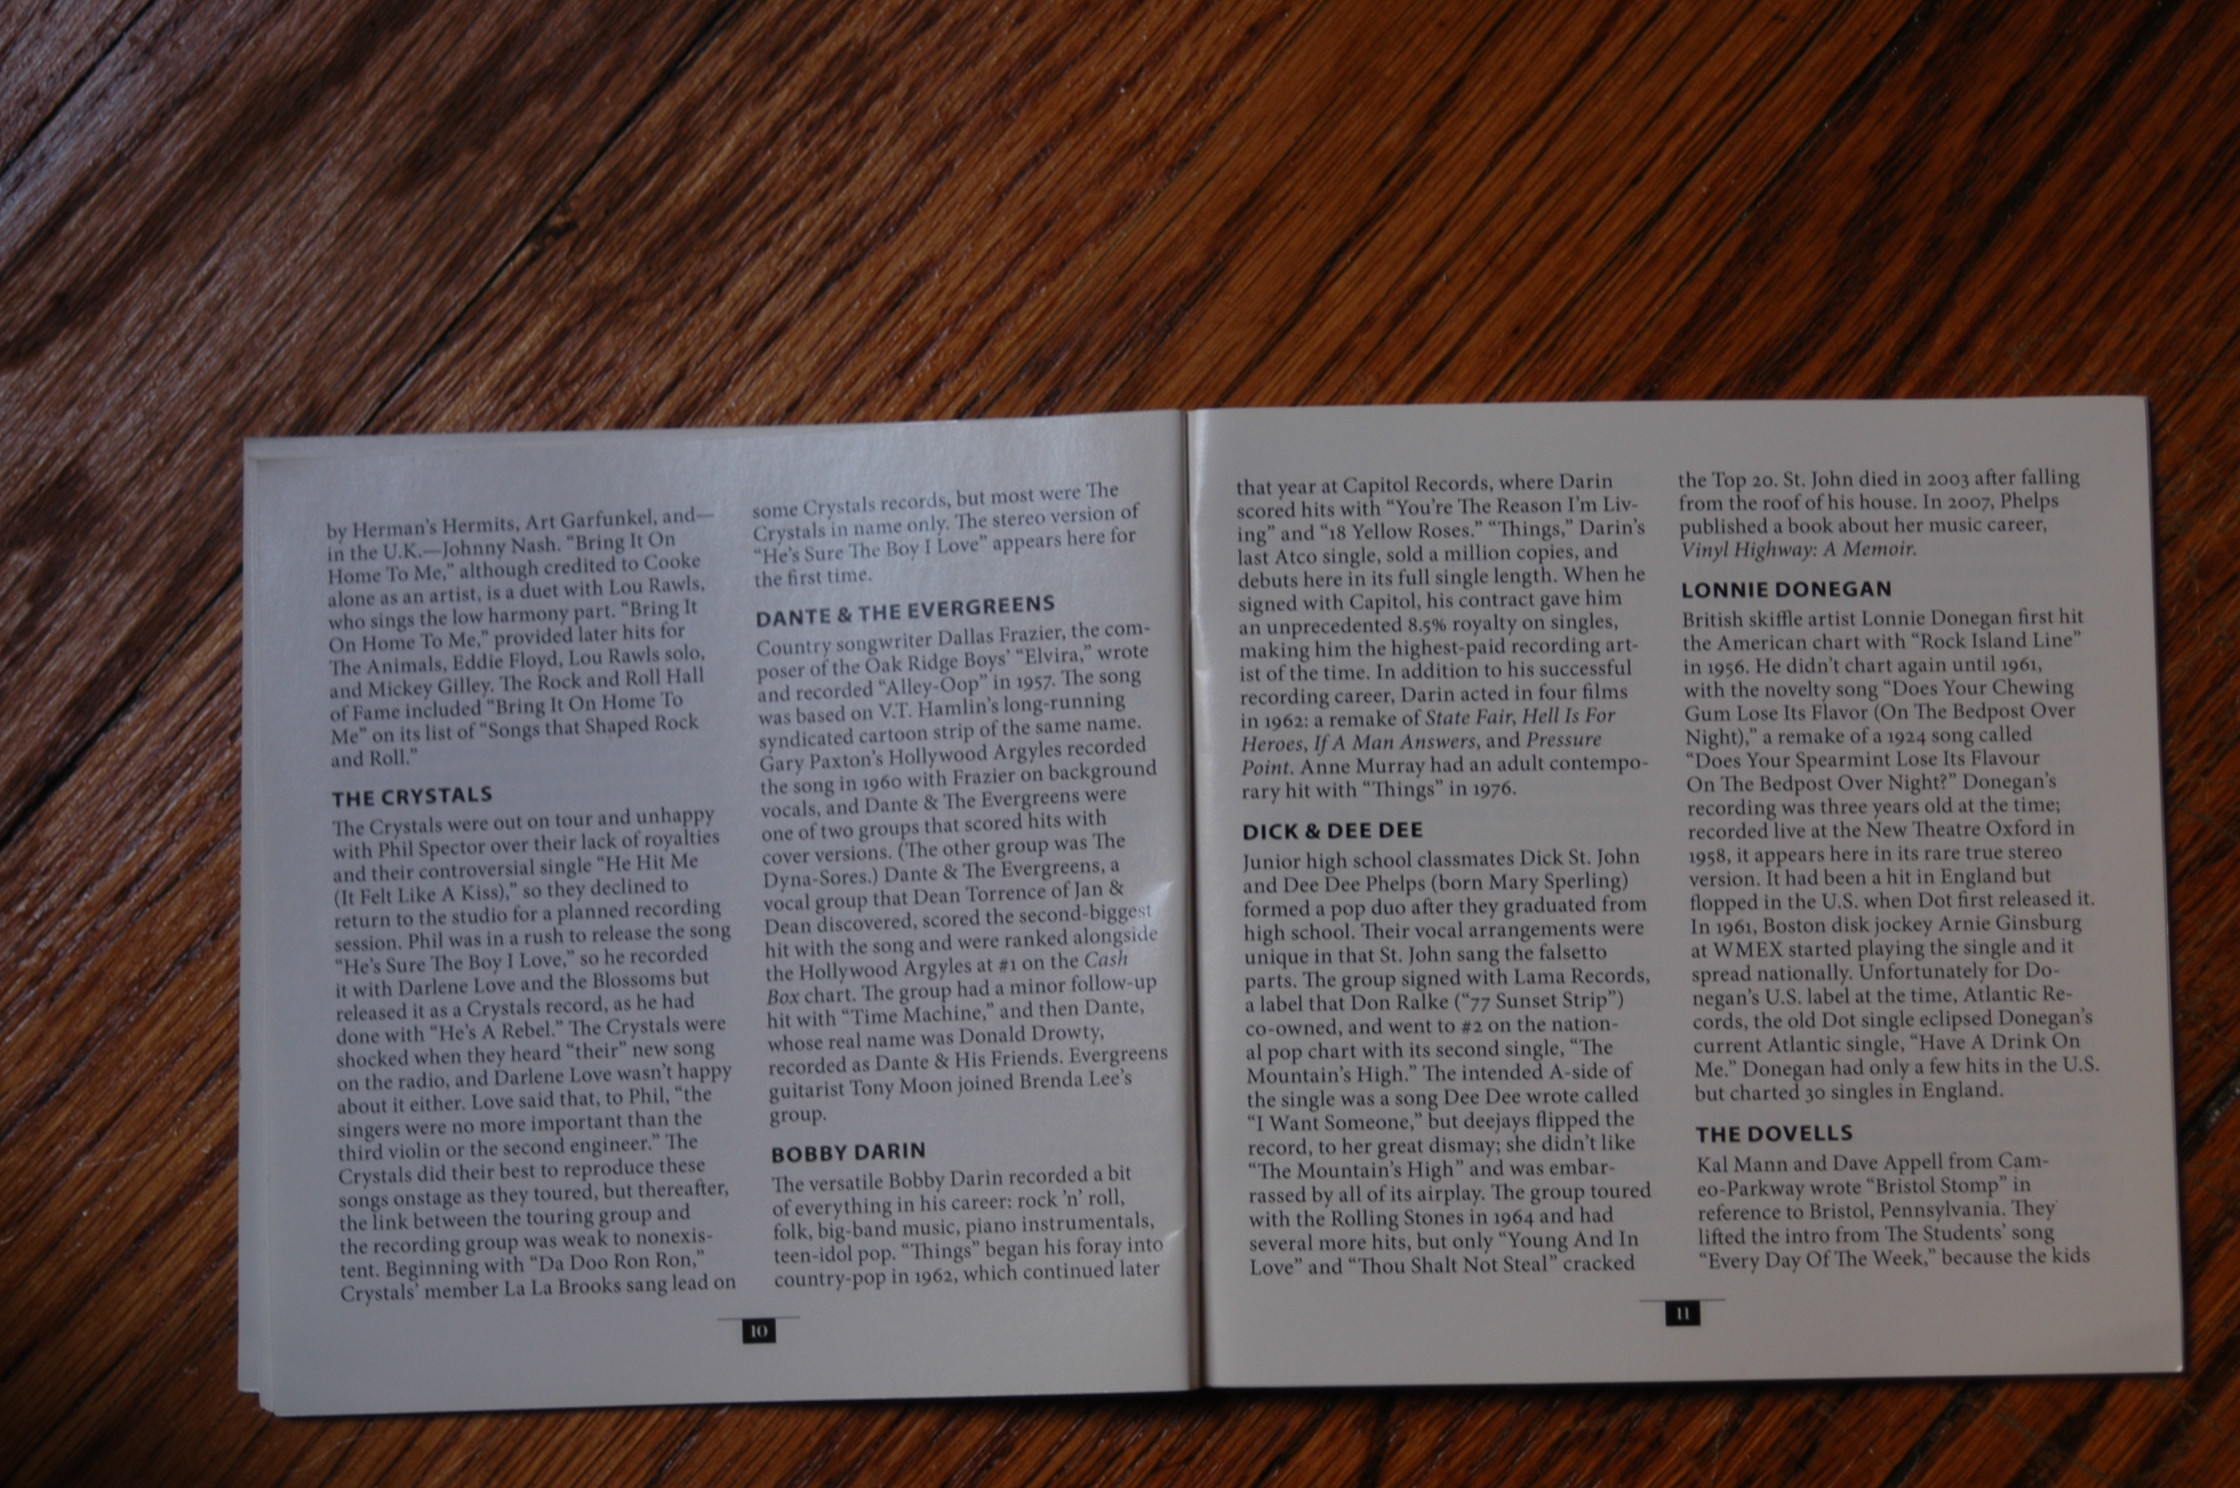 by Herman's Hermits, Art Garfunkel, and—
in the U.K.—Johnny Nash. “Bring It On
Home To Me,” although credited to Cooke
alone as an artist, is a duet with Lou Rawls,
who sings the low harmony part. “Bring It
On Home To Me,” provided later hits for
The Animals, Eddie Floyd, Lou Rawls solo,
and Mickey Gilley. The Rock and Roll Hall
of Fame included “Bring It On Home To
Me” on its list of “Songs that Shaped Rock
and Roll.”
THE CRYSTALS
The Crystals were out on tour and unhappy
with Phil Spector over their lack of royalties
and their controversial single “He Hit Me
(It Felt Like A Kiss),” so they declined to
return to the studio for a planned recording
session. Phil was in a rush to release the song
“He's Sure The Boy I Love,” so he recorded
it with Darlene Love and the Blossoms but
released it as a Crystals record, as he had
done with “He's A Rebel.” The Crystals were
shocked when they heard “their” new song
on the radio, and Darlene Love wasn't happy
about it either. Love said that, to Phil, “the
singers were no more important than the
third violin or the second engineer.” The
Crystals did their best to reproduce these
songs onstage as they toured, but thereafter,
the link between the touring group and
the recording group was weak to nonexis-
tent. Beginning with “Da Doo Ron Ron,”
Crystals' member La La Brooks sang lead on
some Crystals records, but most were The
Crystals in name only. The stereo version of
“He's Sure The Boy I Love” appears here for
the first time.
DANTE & THE EVERGREENS
Country songwriter Dallas Frazier, the com-
poser of the Oak Ridge Boys' “Elvira,” wrote
and recorded “Alley-Oop” in 1957. The song
was based on V.T. Hamlin's long-running
syndicated cartoon strip of the same name.
Gary Paxton's Hollywood Argyles recorded
the song in 1960 with Frazier on background
vocals, and Dante & The Evergreens were
one of two groups that scored hits with
cover versions. (The other group was The
Dyna-Sores.) Dante & The Evergreens, a
vocal group that Dean Torrence of Jan &
Dean discovered, scored the second-biggest
hit with the song and were ranked alongside
the Hollywood Argyles at #1 on the Cash
Box chart. The group had a minor follow-up
hit with “Time Machine,” and then Dante,
whose real name was Donald Drowty,
recorded as Dante & His Friends. Evergreens
guitarist Tony Moon joined Brenda Lee's
group.
BOBBY DARIN
The versatile Bobby Darin recorded a bit
of everything in his career: rock 'n' roll,
folk, big-band music, piano instrumentals,
teen-idol pop. “Things” began his foray into
country-pop in 1962, which continued later
10
that year at Capitol Records, where Darin
scored hits with “You're The Reason I'm Liv-
ing” and “18 Yellow Roses.” “Things,” Darin's
last Atco single, sold a million copies, and
debuts here in its full single length. When he
signed with Capitol, his contract gave him
an unprecedented 8.5% royalty on singles,
making him the highest-paid recording art-
ist of the time. In addition to his successful
recording career, Darin acted in four films
in 1962: a remake of State Fair, Hell Is For
Heroes, If A Man Answers, and Pressure
Point. Anne Murray had an adult contempo-
rary hit with “Things” in 1976.
DICK & DEE DEE
Junior high school classmates Dick St. John
and Dee Dee Phelps (born Mary Sperling)
formed a pop duo after they graduated from
high school. Their vocal arrangements were
unique in that St. John sang the falsetto
parts. The group signed with Lama Records,
a label that Don Ralke (“77 Sunset Strip”)
co-owned, and went to #2 on the nation-
al pop chart with its second single, “The
Mountain's High.” The intended A-side of
the single was a song Dee Dee wrote called
“I Want Someone,” but deejays flipped the
record, to her great dismay; she didn't like
“The Mountain's High” and was embar-
rassed by all of its airplay. The group toured
with the Rolling Stones in 1964 and had
several more hits, but only “Young And In
Love” and “Thou Shalt Not Steal” cracked
the Top 20. St. John died in 2003 after falling
from the roof of his house. In 2007, Phelps
published a book about her music career,
Vinyl Highway: A Memoir.
LONNIE DONEGAN
British skiffle artist Lonnie Donegan first hit
the American chart with “Rock Island Line”
in 1956. He didn't chart again until 1961,
with the novelty song “Does Your Chewing
Gum Lose Its Flavor (On The Bedpost Over
Night),” a remake of a 1924 song called
“Does Your Spearmint Lose Its Flavour
On The Bedpost Over Night?” Donegan's
recording was three years old at the time;
recorded live at the New Theatre Oxford in
1958, it appears here in its rare true stereo
version. It had been a hit in England but
flopped in the U.S. when Dot first released it.
In 1961, Boston disk jockey Arnie Ginsburg
at WMEX started playing the single and it
spread nationally. Unfortunately for Do-
negan's U.S. label at the time, Atlantic Re-
cords, the old Dot single eclipsed Donegan's
current Atlantic single, “Have A Drink On
Me.” Donegan had only a few hits in the U.S.
but charted 30 singles in England.
THE DOVELLS
Kal Mann and Dave Appell from Cam-
eo-Parkway wrote “Bristol Stomp” in
reference to Bristol, Pennsylvania. They
lifted the intro from The Students' song
“Every Day Of The Week,” because the kids
11